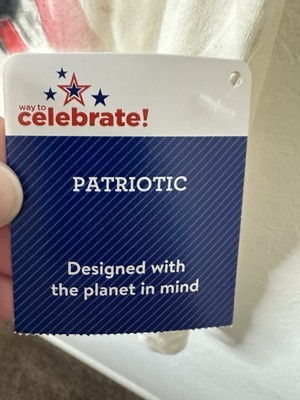 way to
celebrate!
PATRIOTIC
Designed with
the planet in mind